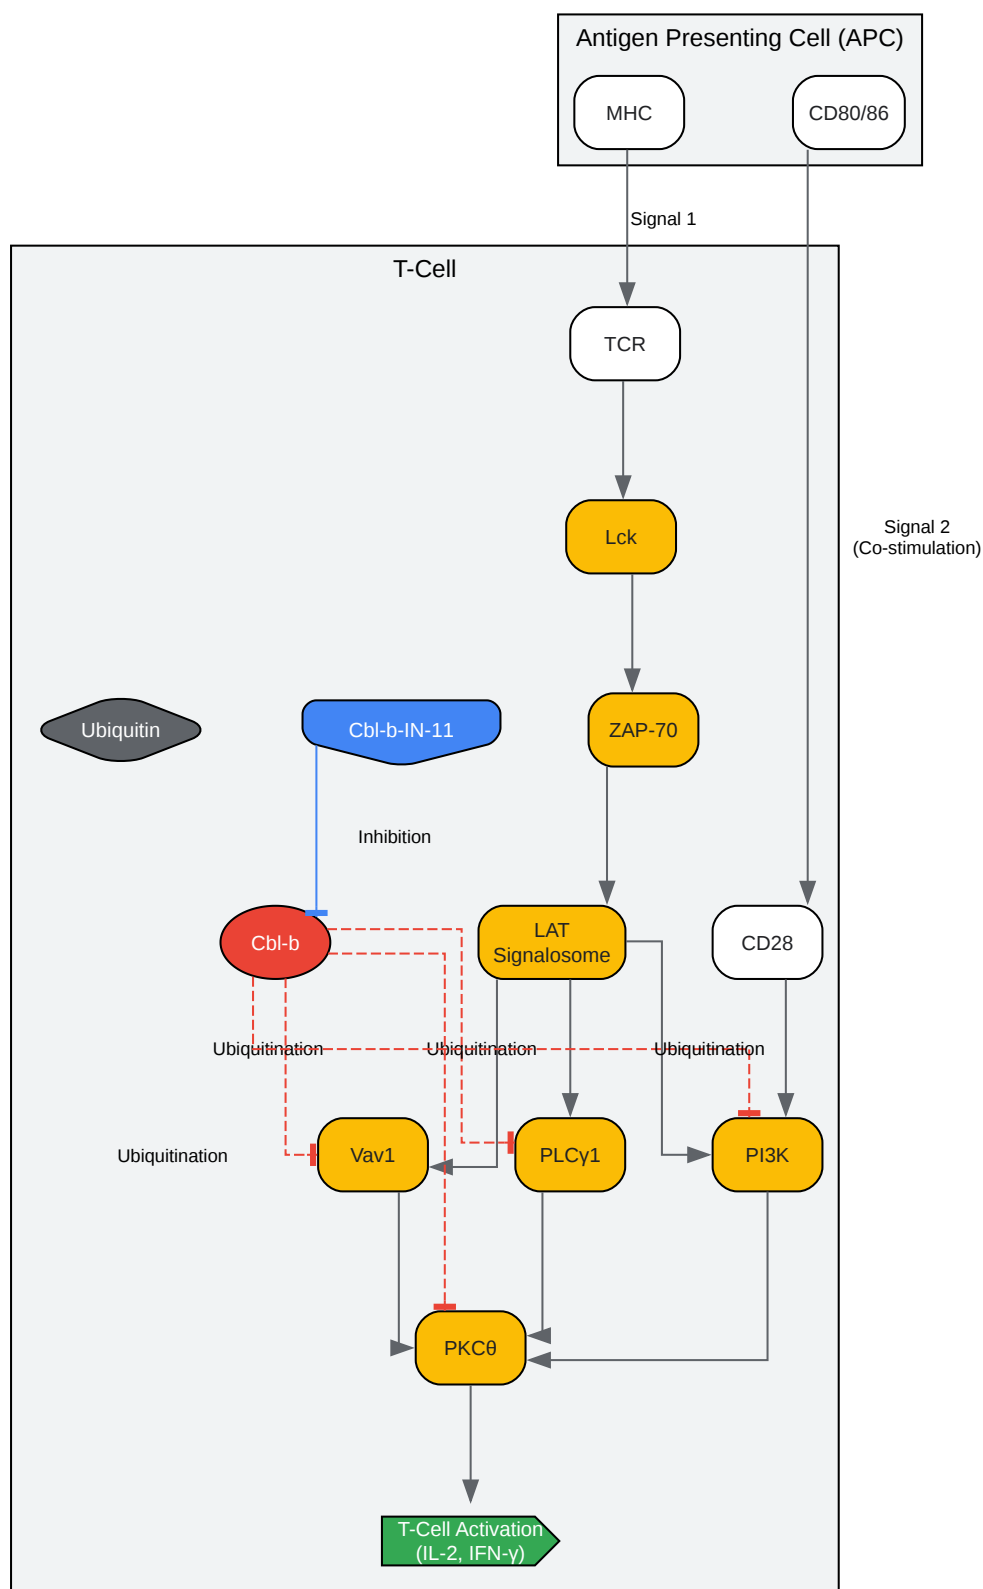 Antigen Presenting Cell (APC)
MHC
CD80/86
Signal 1
T-Cell
TCR
Lck
Signal 2
(Co-stimulation)
Ubiquitin
Cbl-b-IN-11
ZAP-70
Inhibition
Cbl-b
LAT
Signalosome
CD28
Ubiquitination
Ubiquitination
Ubiquitination
Ubiquitination
Vav1
PLCγ1
PI3K
PKCθ
T-Cell Activation
(IL-2, IFN-γ)